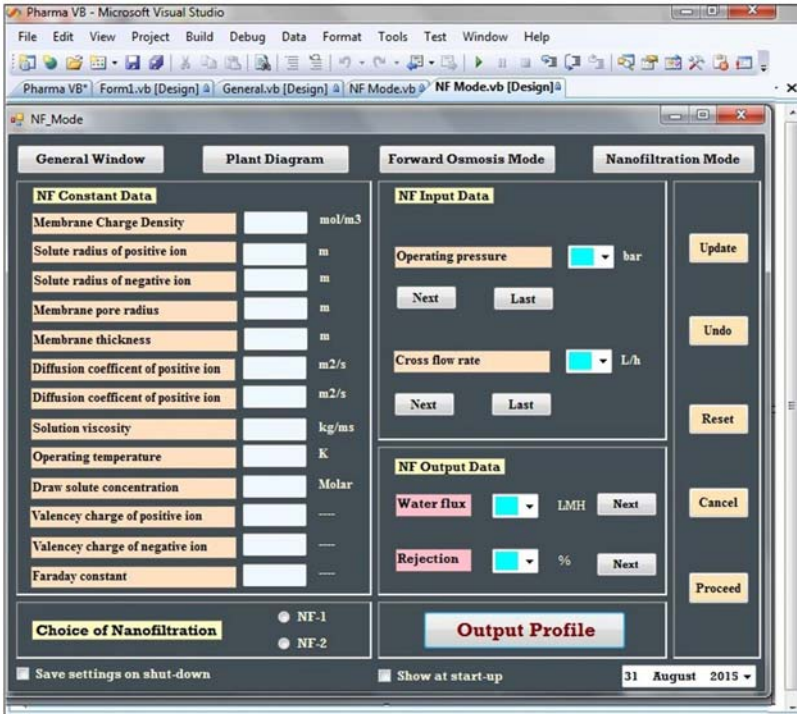 Pharma VB - Microsoft Visual Studio
File Edit View Project Build Debug Data Format Tools Test Window Help
Pharma VB* Form1.vb [Design] General.vb [Design] NF Mode.vb NF Mode.vb [Design]
NF_Mode
General Window Plant Diagram Forward Osmosis Mode Nanofiltration Mode
NF Constant Data
Membrane Charge Density mol/m3
Solute radius of positive ion m
Solute radius of negative ion m
Membrane pore radius m
Membrane thickness m
Diffusion coefficent of positive ion m2/s
Diffusion coefficent of positive ion m2/s
Solution viscosity kg/ms
Operating temperature K
Draw solute concentration Molar
Valencey charge of positive ion ----
Valencey charge of negative ion ----
Faraday constant ----
Choice of Nanofiltration
NF-1
NF-2
NF Input Data
Operating pressure bar
Next Last
Cross flow rate L/h
Next Last
NF Output Data
Water flux LMH Next
Rejection % Next
Output Profile
Update
Undo
Reset
Cancel
Proceed
Save settings on shut-down
Show at start-up
31 August 2015